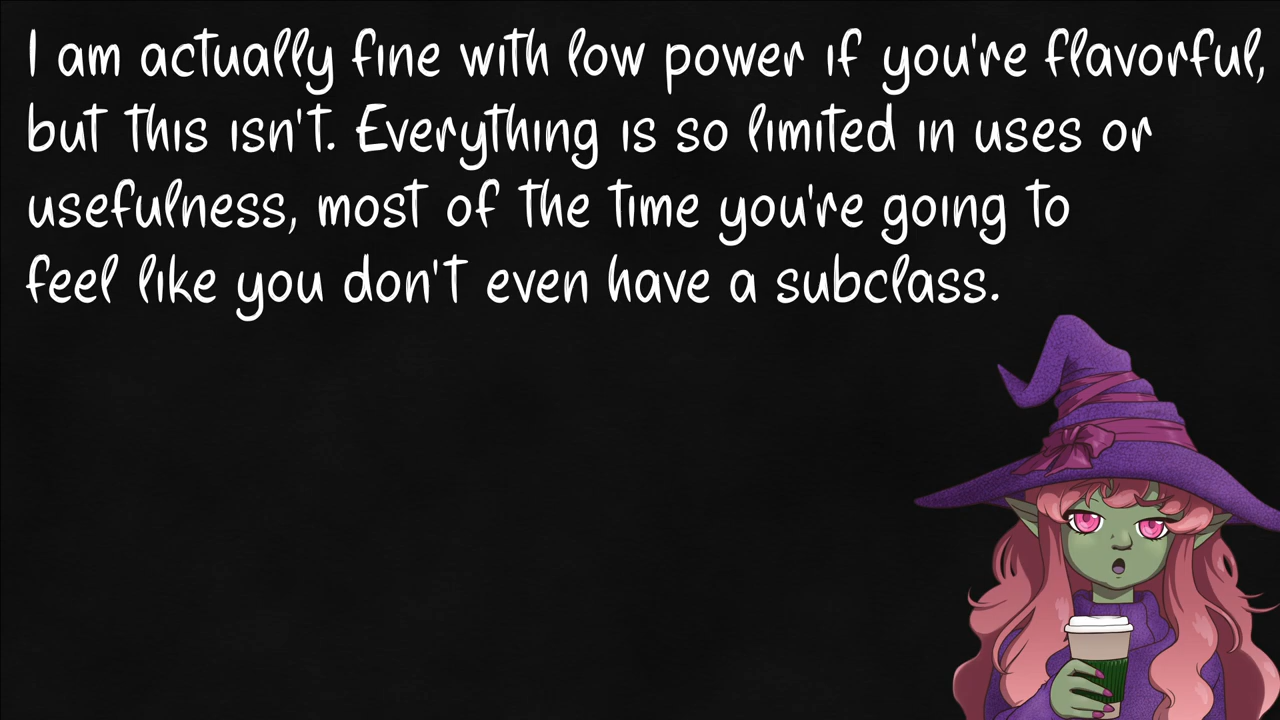 I am actually fine with low power if you're flavorful,
but this isn't. Everything is so limited in uses or
usefulness, most of the time you're going to
feel like you don't even have a subclass.